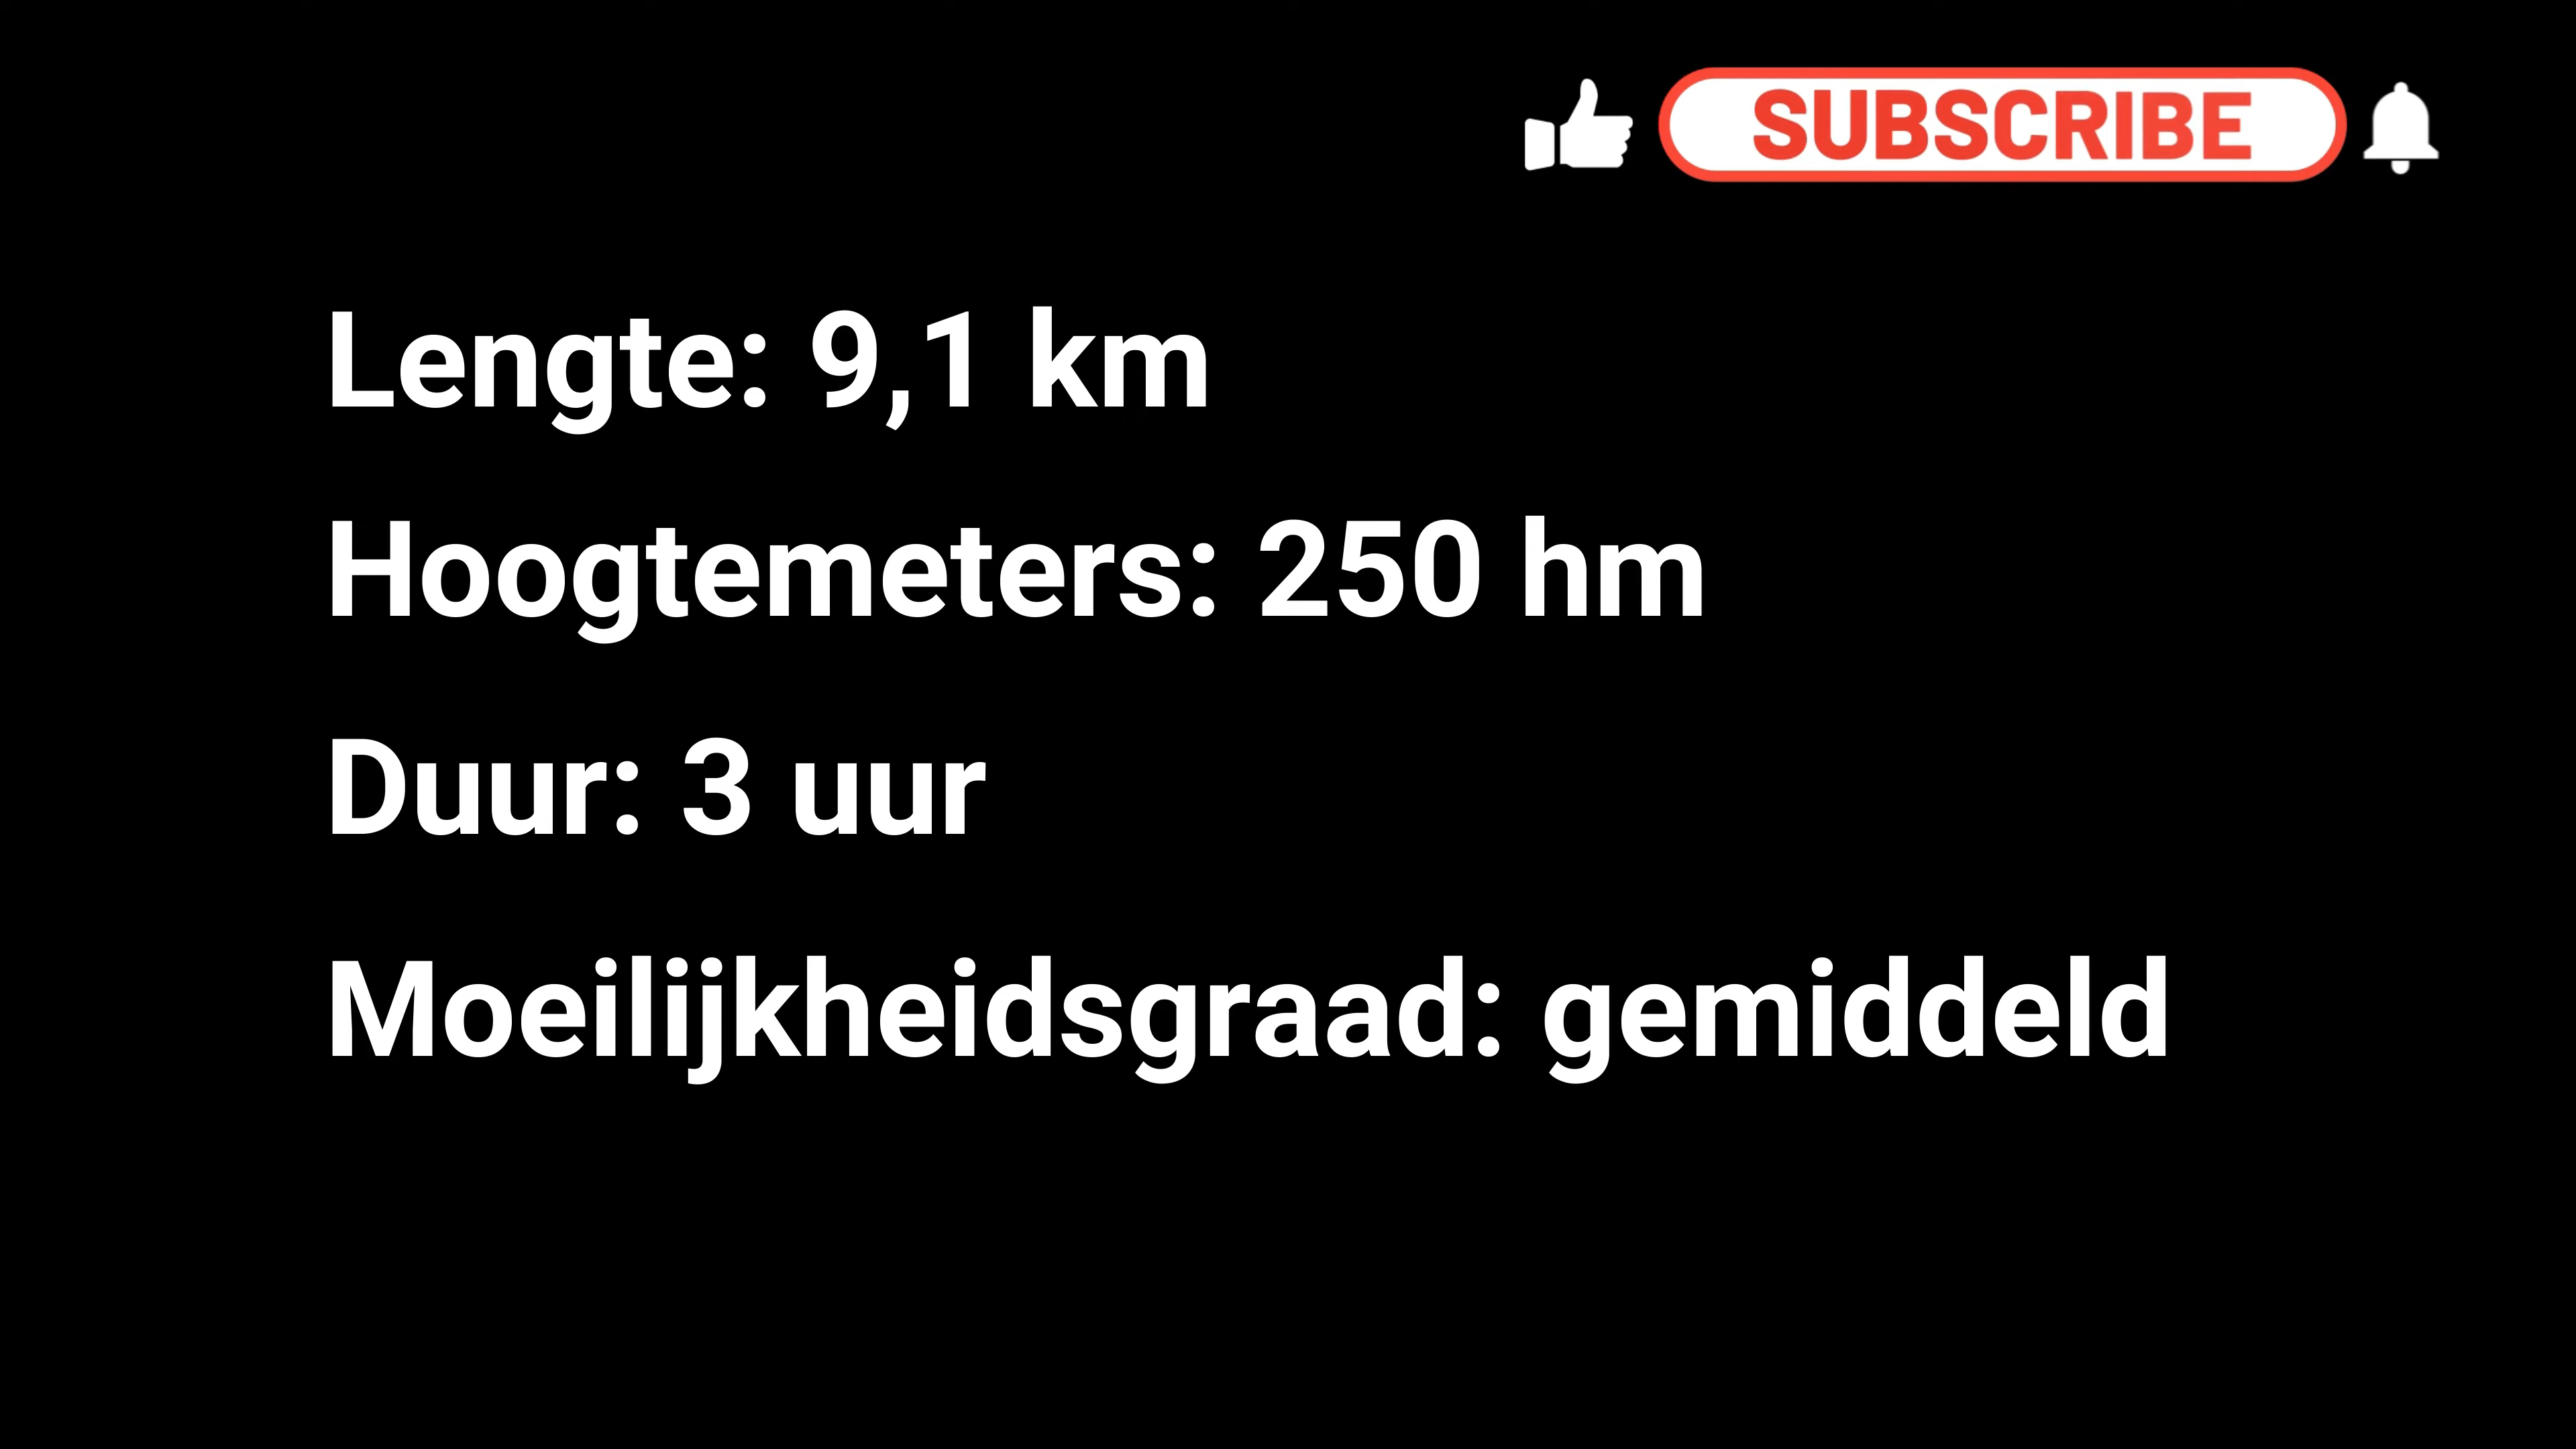 SUBSCRIBE
Lengte: 9,1 km
Hoogtemeters: 250 hm
Duur: 3 uur
Moeilijkheidsgraad: gemiddeld